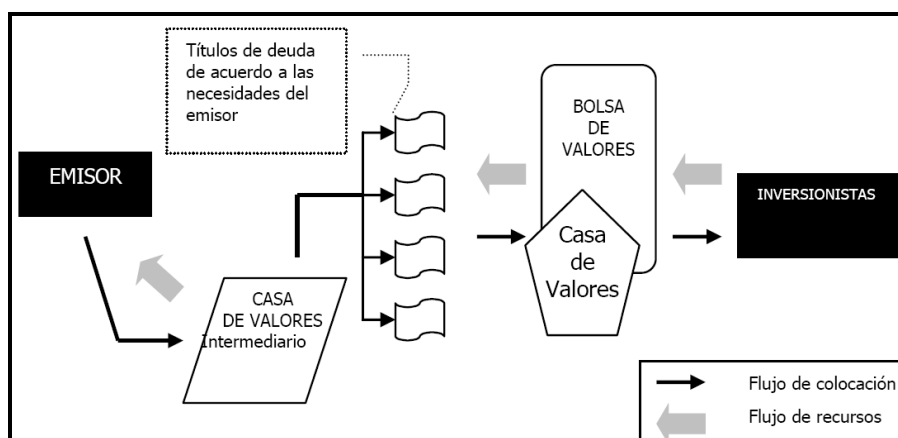 Títulos de deuda
de acuerdo a las
necesidades del
emisor
EMISOR
CASA
DE VALORES
Intermediario
BOLSA
DE
VALORES
Casa
de
Valores
INVERSIONISTAS
Flujo de colocación
Flujo de recursos